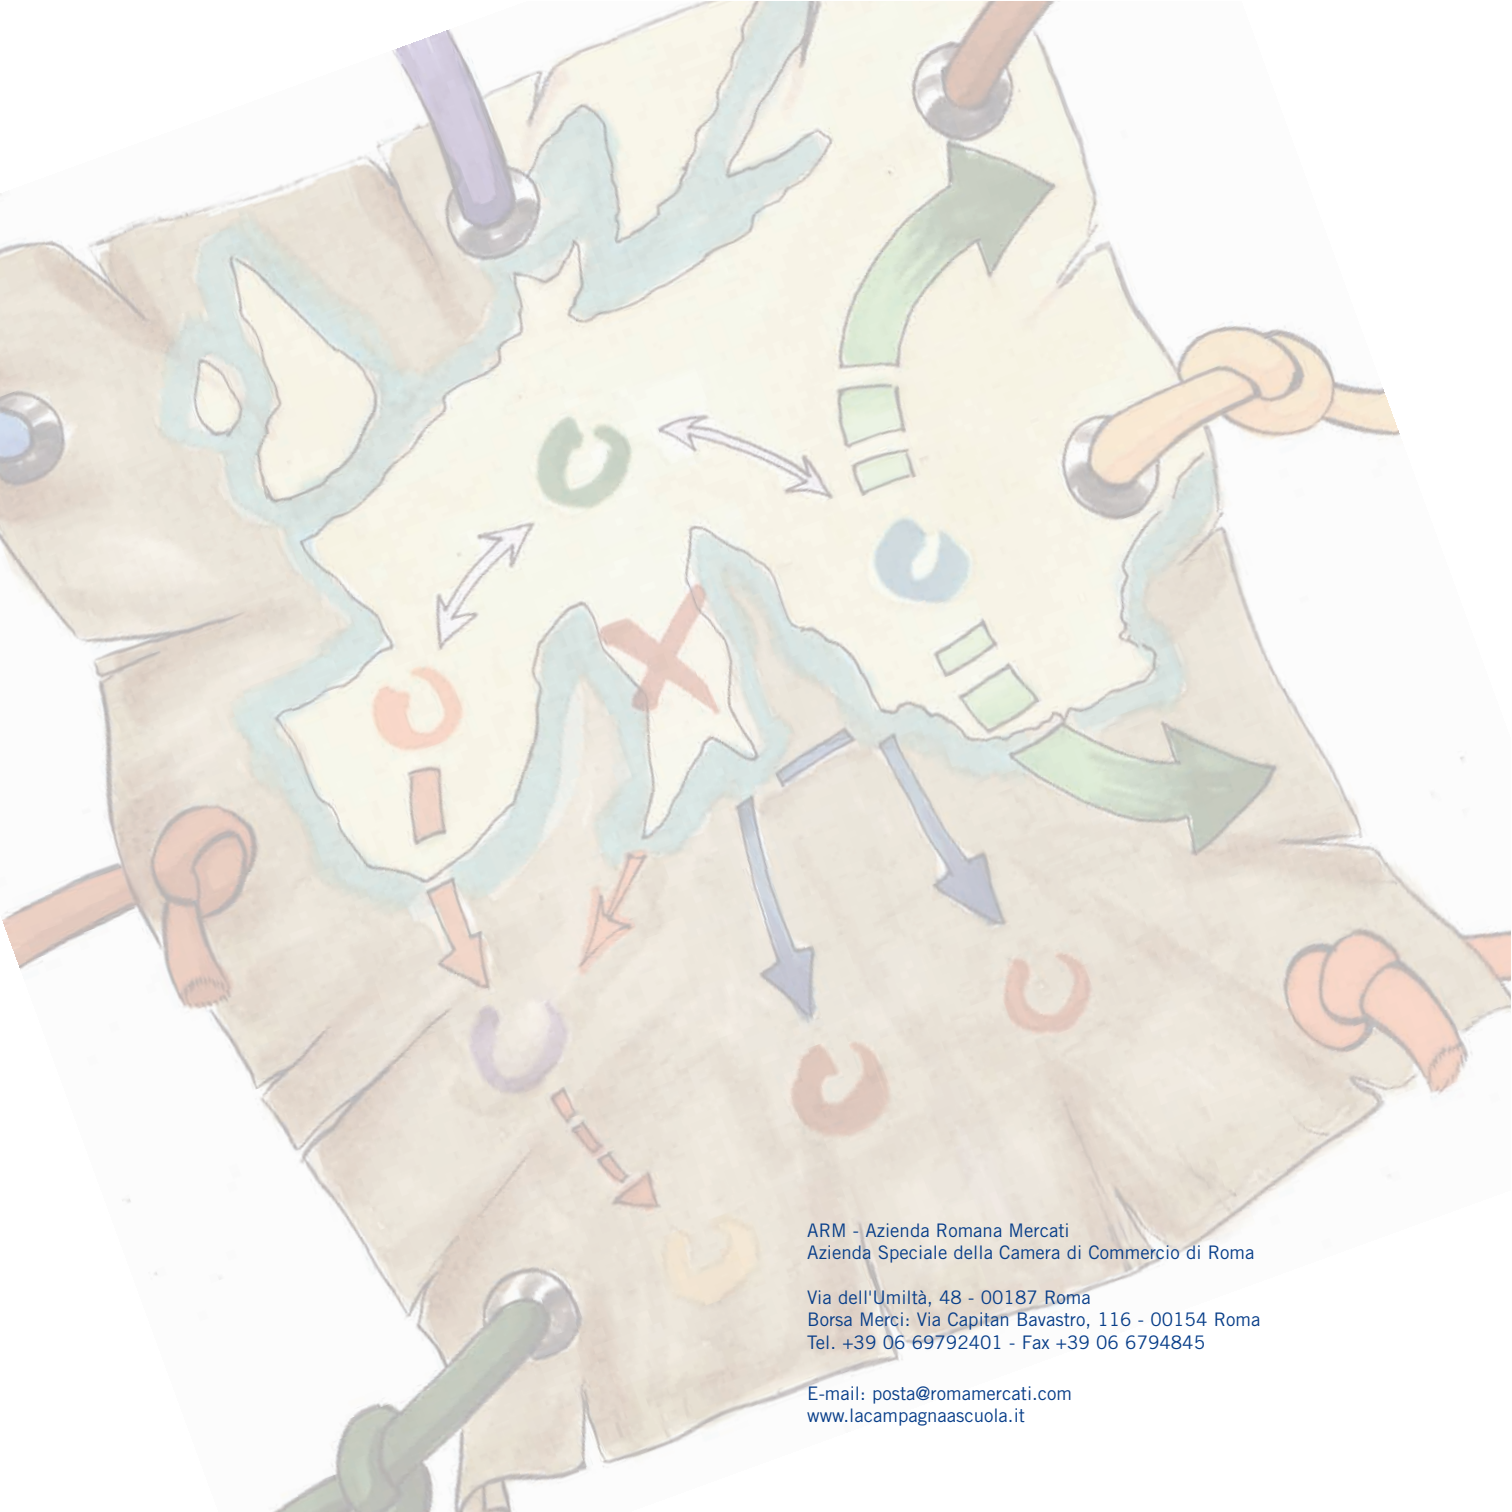 ARM - Azienda Romana Mercati
Azienda Speciale della Camera di Commercio di Roma
Via dell'Umiltà, 48 - 00187 Roma
Borsa Merci: Via Capitan Bavastro, 116 - 00154 Roma
Tel. +39 06 69792401 - Fax +39 06 6794845
E-mail: posta@romamercati.com
www.lacampagnaascuola.it